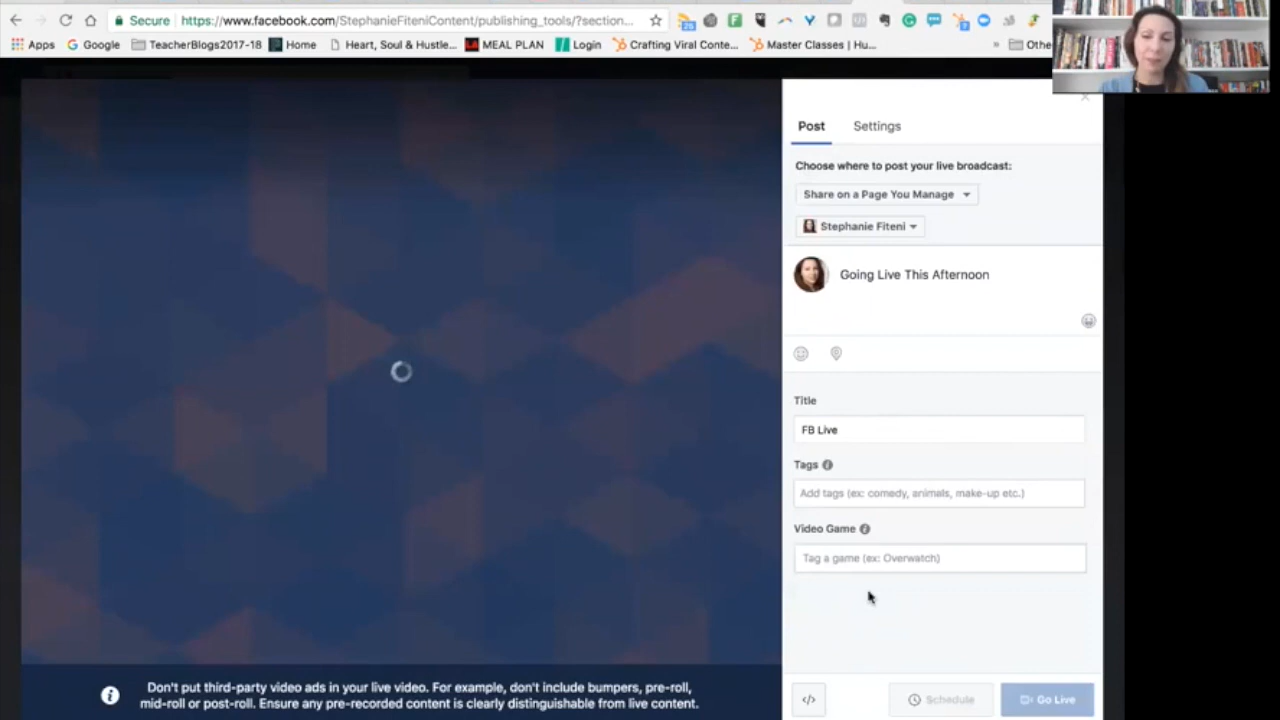 Secure https://www.facebook.com/StephanieFiteniContent/publishing_tools/?section...
Apps Google TeacherBlogs2017-18 Home Heart, Soul & Hustle... MEAL PLAN Login Crafting Viral Conte... Master Classes | Hu... » Othe
Post Settings
Choose where to post your live broadcast:
Share on a Page You Manage
Stephanie Fiteni
Going Live This Afternoon
Title
FB Live
Tags
Add tags (ex: comedy, animals, make-up etc.)
Video Game
Tag a game (ex: Overwatch)
Don't put third-party video ads in your live video. For example, don't include bumpers, pre-roll,
mid-roll or post-roll. Ensure any pre-recorded content is clearly distinguishable from live content.
</> Schedule Go Live